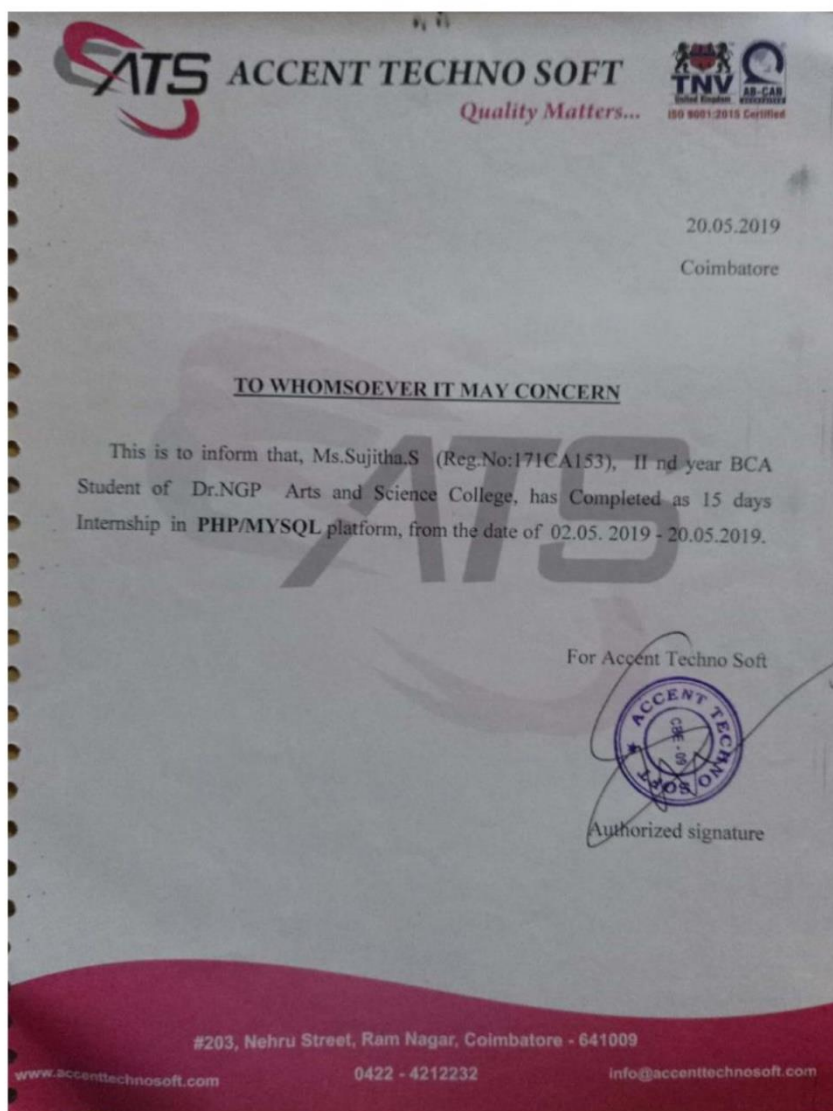 ATS ACCENT TECHNO SOFT
Quality Matters...
TNV
United Kingdom
AB-CAB
ISO 9001:2015 Certified
20.05.2019
Coimbatore
TO WHOMSOEVER IT MAY CONCERN
This is to inform that, Ms.Sujitha.S (Reg.No:171CA153), II nd year BCA
Student of Dr.NGP Arts and Science College, has Completed as 15 days
Internship in PHP/MYSQL platform, from the date of 02.05. 2019 - 20.05.2019.
ATS
For Accent Techno Soft
ACCENT TECHNO SOFT
CBE - 09
Authorized signature
#203, Nehru Street, Ram Nagar, Coimbatore - 641009
www.accenttechnosoft.com 0422 - 4212232 info@accenttechnosoft.com